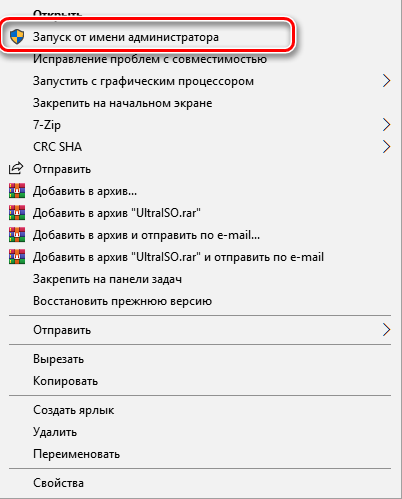 Открыть
Запуск от имени администратора
Исправление проблем с совместимостью
Запустить с графическим процессором
Закрепить на начальном экране
7-Zip
CRC SHA
Отправить
Добавить в архив...
Добавить в архив "UltraISO.rar"
Добавить в архив и отправить по e-mail...
Добавить в архив "UltraISO.rar" и отправить по e-mail
Закрепить на панели задач
Восстановить прежнюю версию
Отправить
Вырезать
Копировать
Создать ярлык
Удалить
Переименовать
Свойства